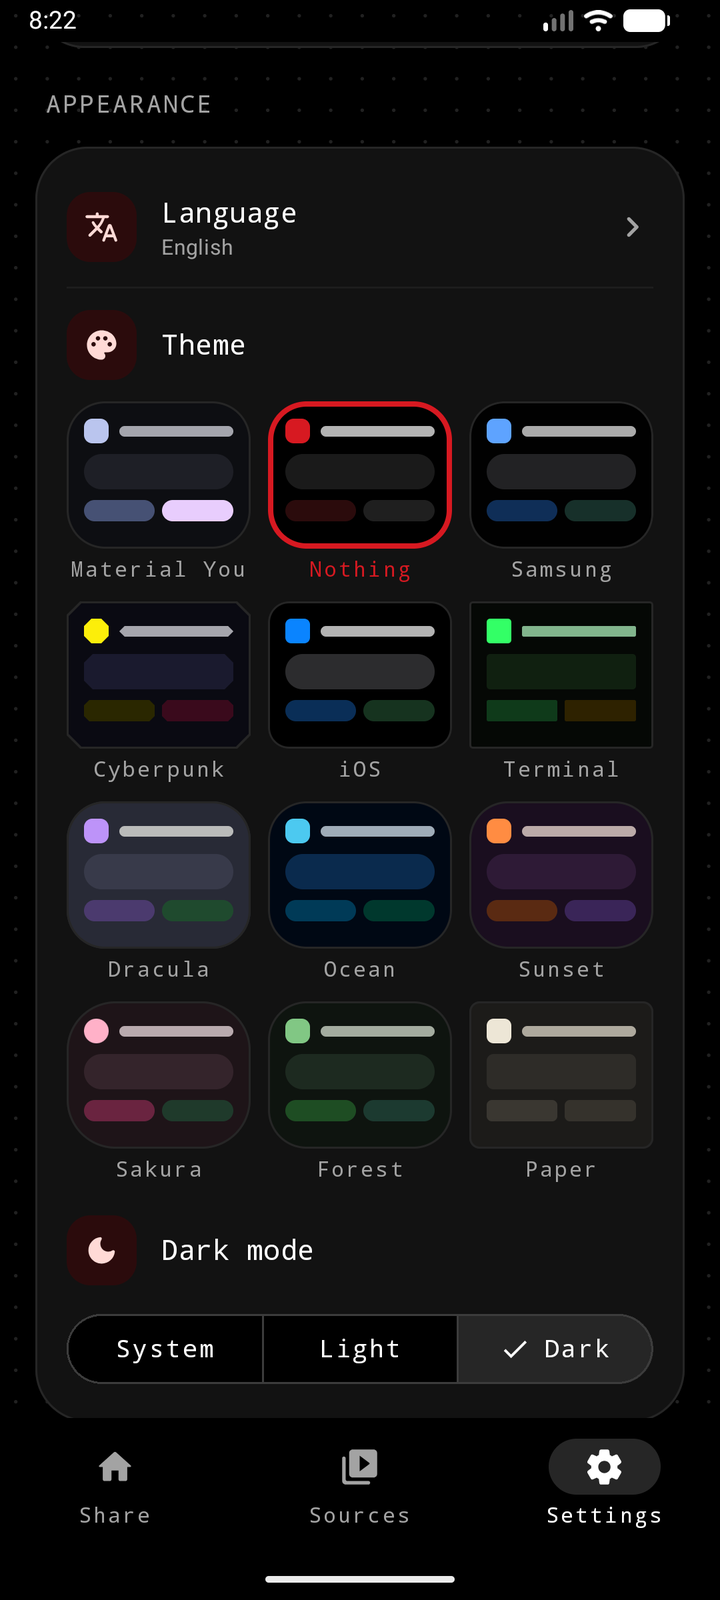 8:22
APPEARANCE
Language
English
Theme
Material You
Nothing
Samsung
Cyberpunk
iOS
Terminal
Dracula
Ocean
Sunset
Sakura
Forest
Paper
Dark mode
System
Light
Dark
Share
Sources
Settings